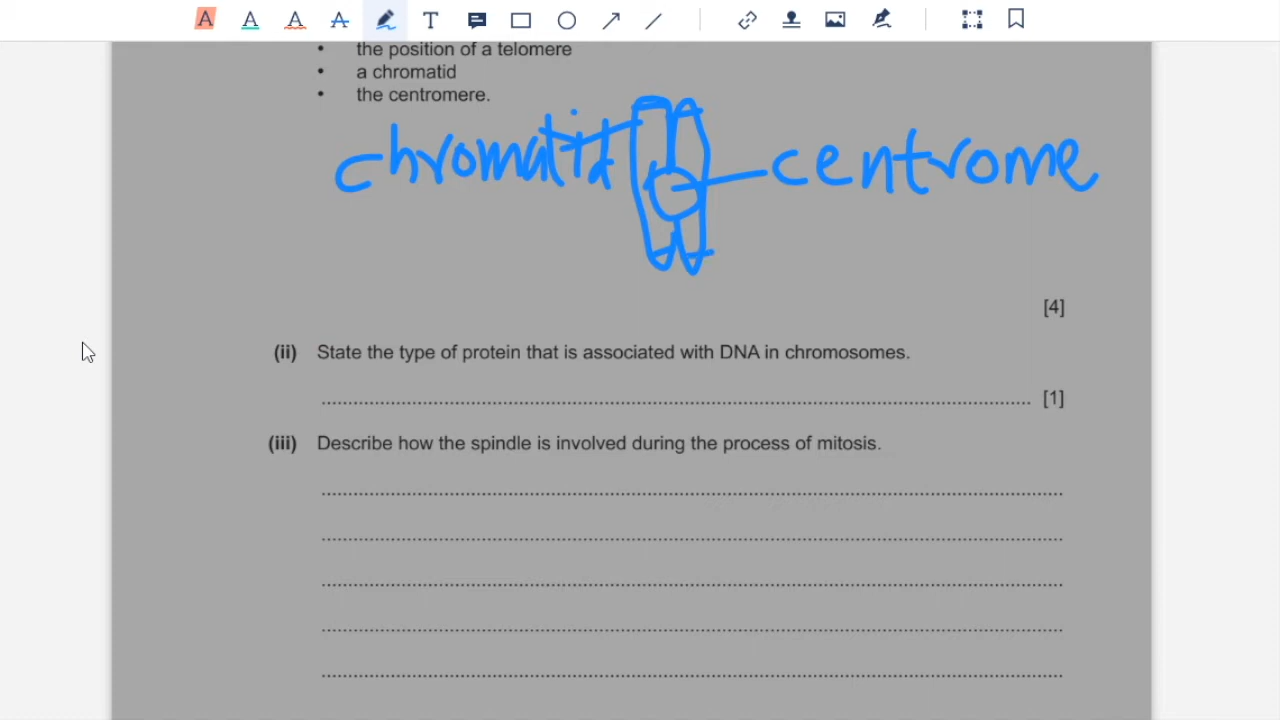 A A A A T
• the position of a telomere
• a chromatid
• the centromere.
chromatid centrome
[4]
(ii) State the type of protein that is associated with DNA in chromosomes.
[1]
(iii) Describe how the spindle is involved during the process of mitosis.